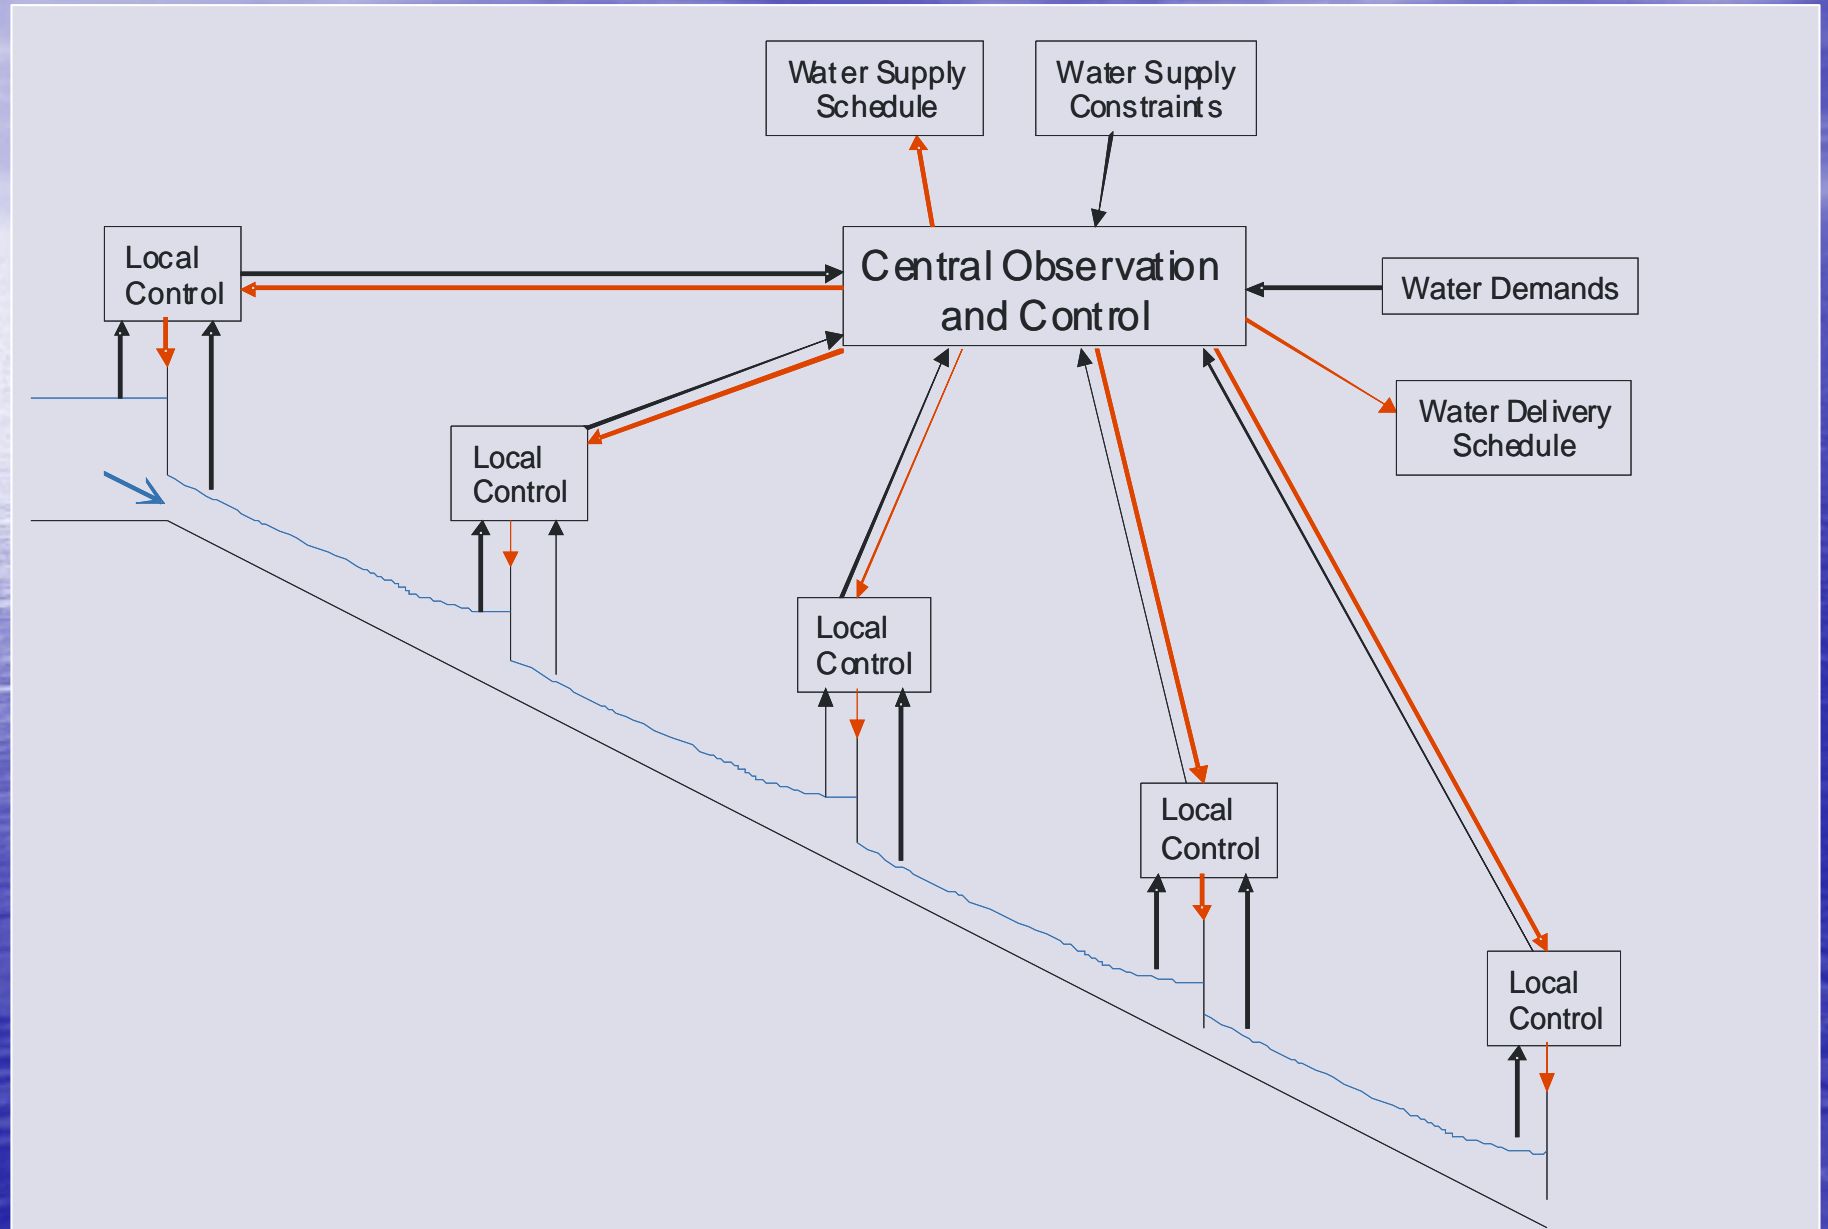 Water Supply
Schedule
Water Supply
Constraints
Local
Control
Central Observation
and Control
Water Demands
Water Delivery
Schedule
Local
Control
Local
Control
Local
Control
Local
Control